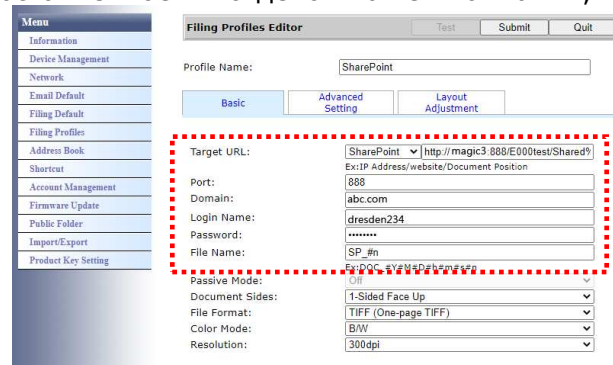 Menu
Information
Device Management
Network
Email Default
Filing Default
Filing Profiles
Address Book
Shortcut
Account Management
Firmware Update
Public Folder
Import/Export
Product Key Setting
Filing Profiles Editor Test Submit Quit
Profile Name: SharePoint
Basic Advanced Setting Layout Adjustment
Target URL: SharePoint http://magic3:888/E000test/Shared%
Ex:IP Address/website/Document Position
Port: 888
Domain: abc.com
Login Name: dresden234
Password: ••••••••
File Name: SP_#n
Ex:DOC_#Y#M#D#h#m#s#n
Passive Mode: Off
Document Sides: 1-Sided Face Up
File Format: TIFF (One-page TIFF)
Color Mode: B/W
Resolution: 300dpi